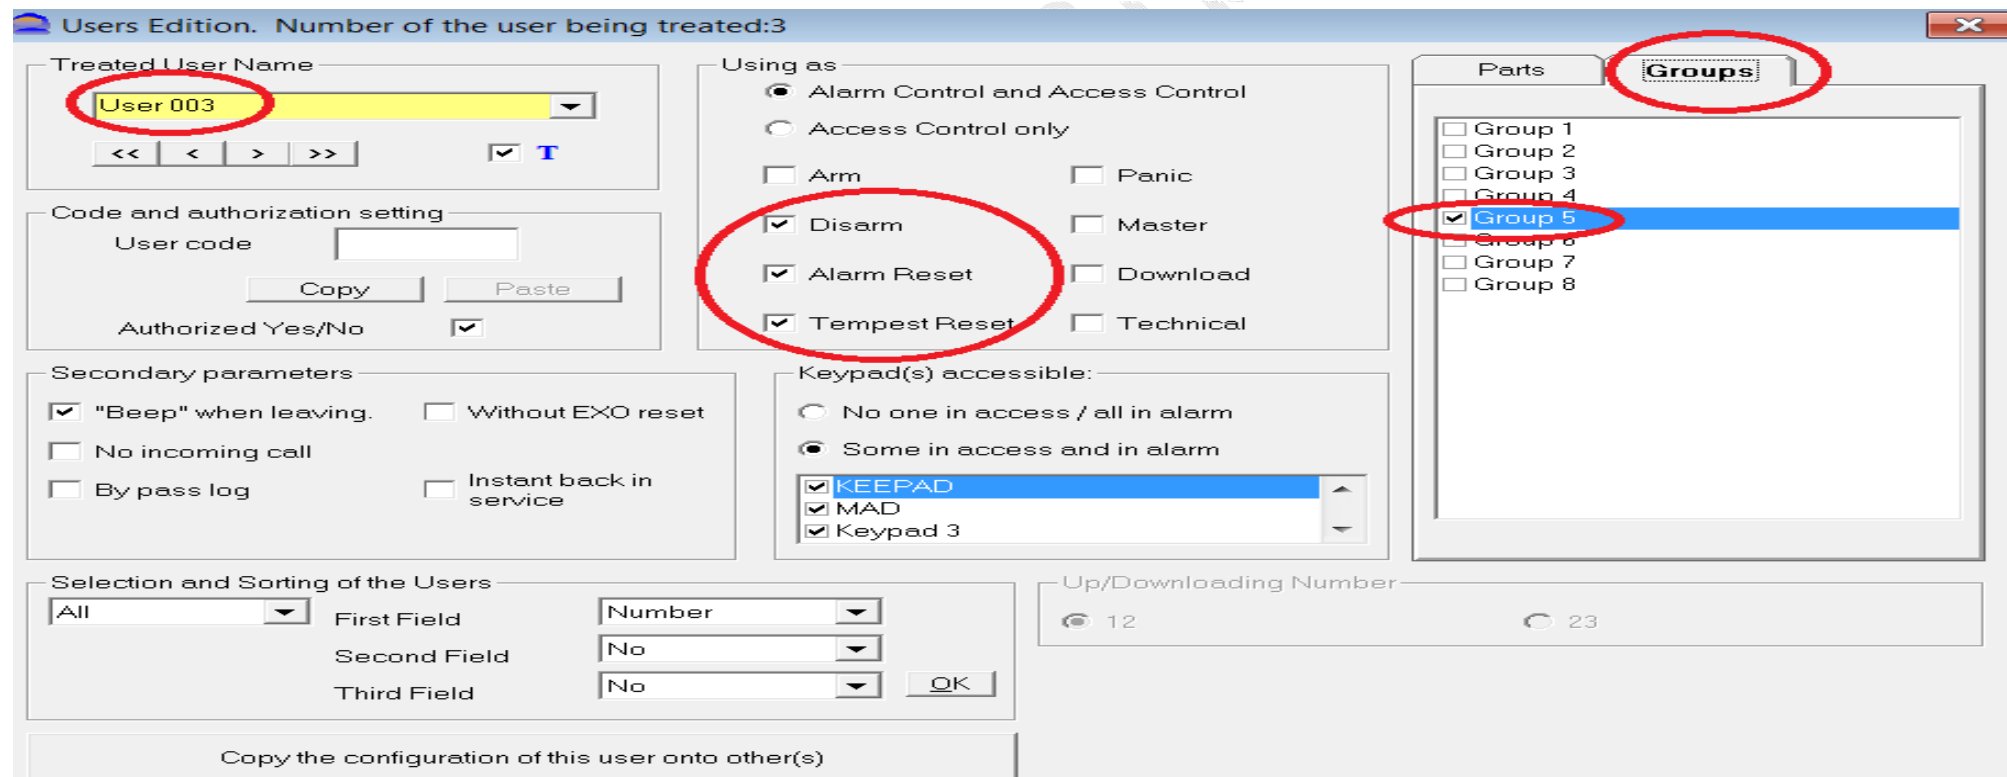 Users Edition. Number of the user being treated:3
Treated User Name
User 003
<< < > >>
T
Code and authorization setting
User code
Copy Paste
Authorized Yes/No
Using as
Alarm Control and Access Control
Access Control only
Arm Panic
Disarm Master
Alarm Reset Download
Tempest Reset Technical
Parts Groups
Group 1
Group 2
Group 3
Group 4
Group 5
Group 6
Group 7
Group 8
Secondary parameters
"Beep" when leaving. Without EXO reset
No incoming call
By pass log Instant back in
service
Keypad(s) accessible:
No one in access / all in alarm
Some in access and in alarm
KEEPAD
MAD
Keypad 3
Selection and Sorting of the Users
All
First Field Number
Second Field No
Third Field No
OK
Up/Downloading Number
12 23
Copy the configuration of this user onto other(s)